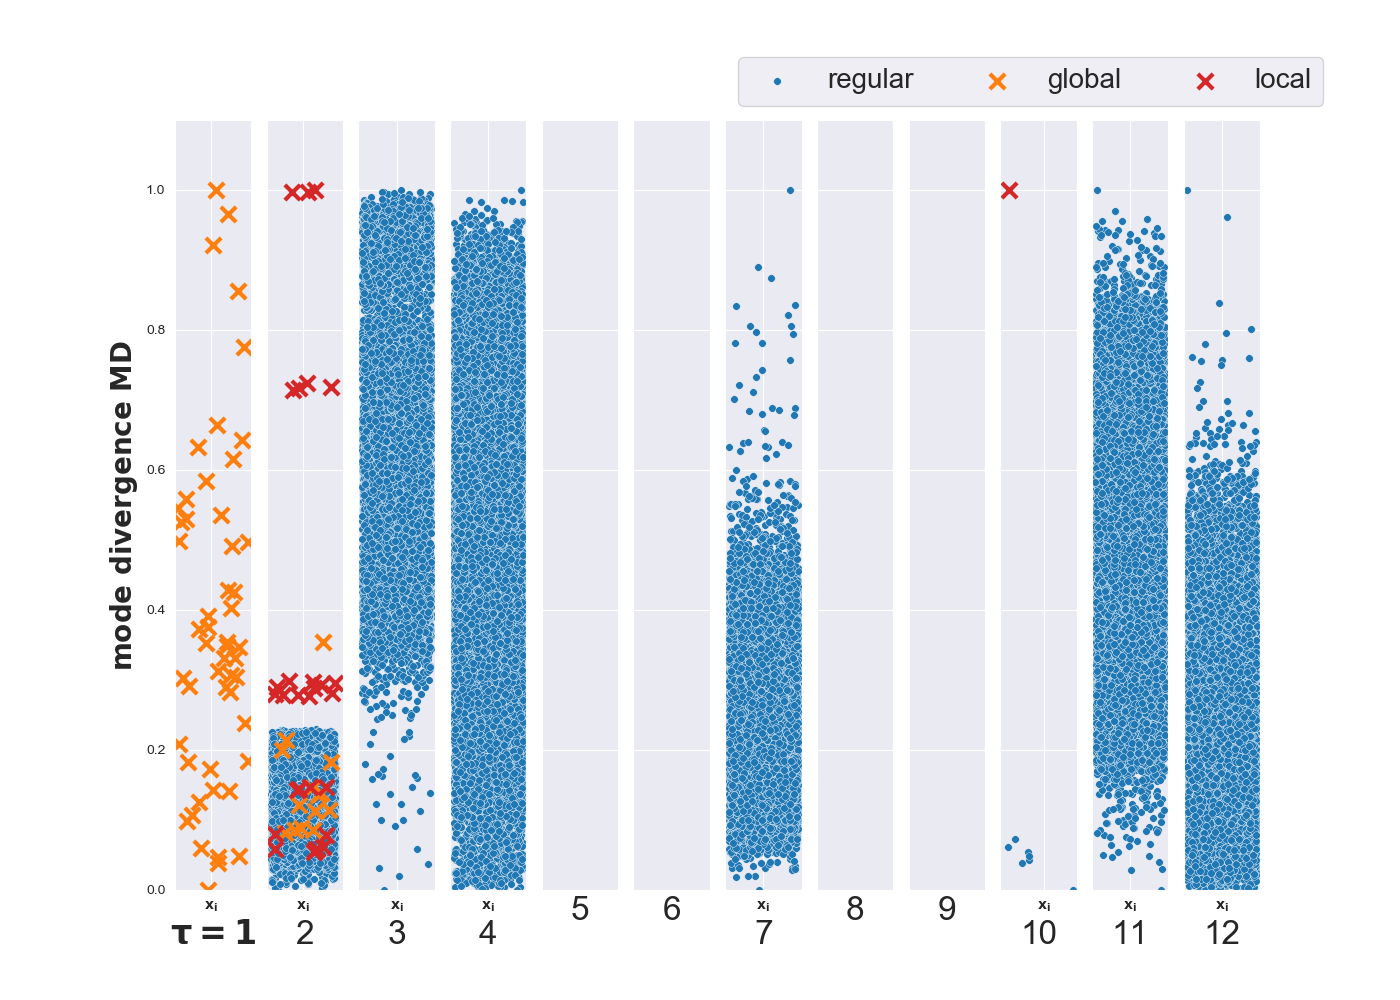 regular global local
mode divergence MD
1.0
0.8
0.6
0.4
0.2
0.0
xᵢ xᵢ xᵢ xᵢ xᵢ xᵢ xᵢ xᵢ
τ = 1 2 3 4 5 6 7 8 9 10 11 12